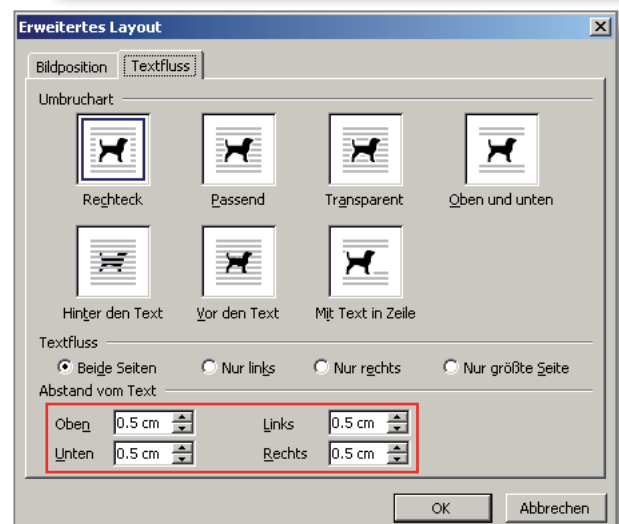 Erweitertes Layout
Bildposition Textfluss
Umbruchart
Rechteck Passend Transparent Oben und unten
Hinter den Text Vor den Text Mit Text in Zeile
Textfluss
Beide Seiten Nur links Nur rechts Nur größte Seite
Abstand vom Text
Oben 0.5 cm Links 0.5 cm
Unten 0.5 cm Rechts 0.5 cm
OK Abbrechen